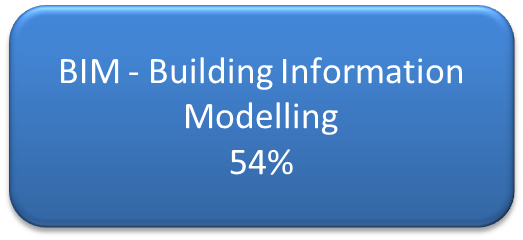 BIM - Building Information
Modelling
54%